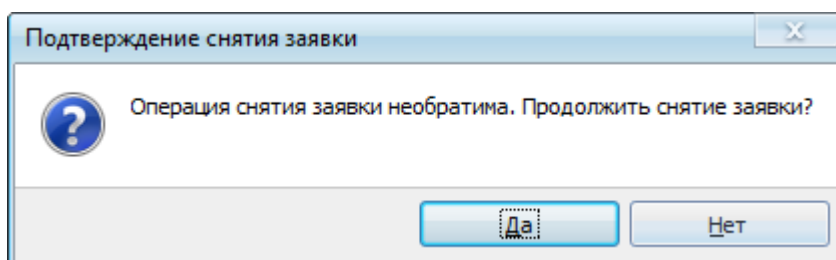 Подтверждение снятия заявки
Операция снятия заявки необратима. Продолжить снятие заявки?
Да
Нет